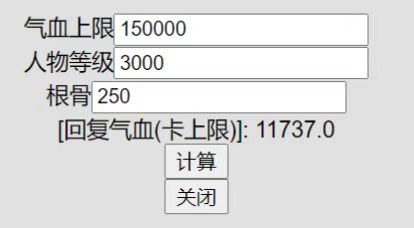 气血上限 150000
人物等级 3000
根骨 250
[回复气血(卡上限)]: 11737.0
计算
关闭